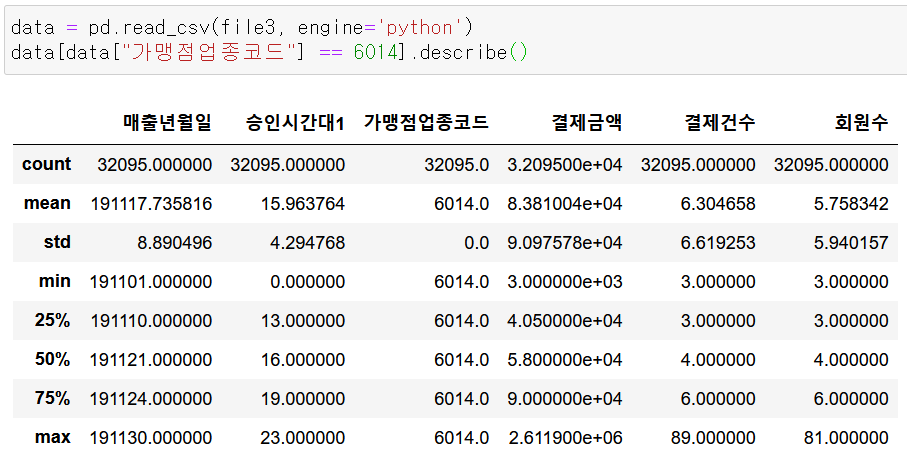 data = pd.read_csv(file3, engine='python')
data[data["가맹점업종코드"] == 6014].describe()
매출년월일 승인시간대1 가맹점업종코드 결제금액 결제건수 회원수
count 32095.000000 32095.000000 32095.0 3.209500e+04 32095.000000 32095.000000
mean 191117.735816 15.963764 6014.0 8.381004e+04 6.304658 5.758342
std 8.890496 4.294768 0.0 9.097578e+04 6.619253 5.940157
min 191101.000000 0.000000 6014.0 3.000000e+03 3.000000 3.000000
25% 191110.000000 13.000000 6014.0 4.050000e+04 3.000000 3.000000
50% 191121.000000 16.000000 6014.0 5.800000e+04 4.000000 4.000000
75% 191124.000000 19.000000 6014.0 9.000000e+04 6.000000 6.000000
max 191130.000000 23.000000 6014.0 2.611900e+06 89.000000 81.000000